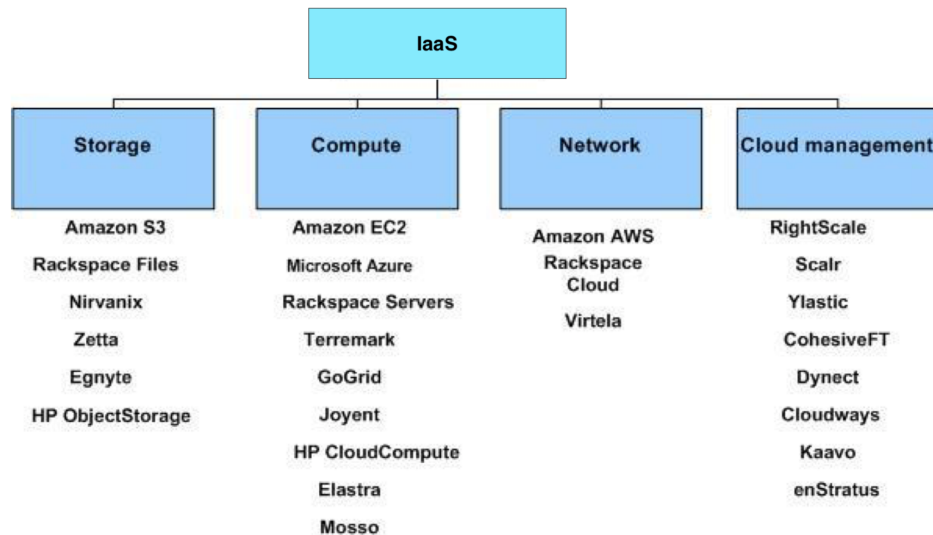 IaaS
Storage
Amazon S3
Rackspace Files
Nirvanix
Zetta
Egnyte
HP ObjectStorage
Compute
Amazon EC2
Microsoft Azure
Rackspace Servers
Terremark
GoGrid
Joyent
HP CloudCompute
Elastra
Mosso
Network
Amazon AWS
Rackspace
Cloud
Virtela
Cloud management
RightScale
Scalr
Ylastic
CohesiveFT
Dynect
Cloudways
Kaavo
enStratus